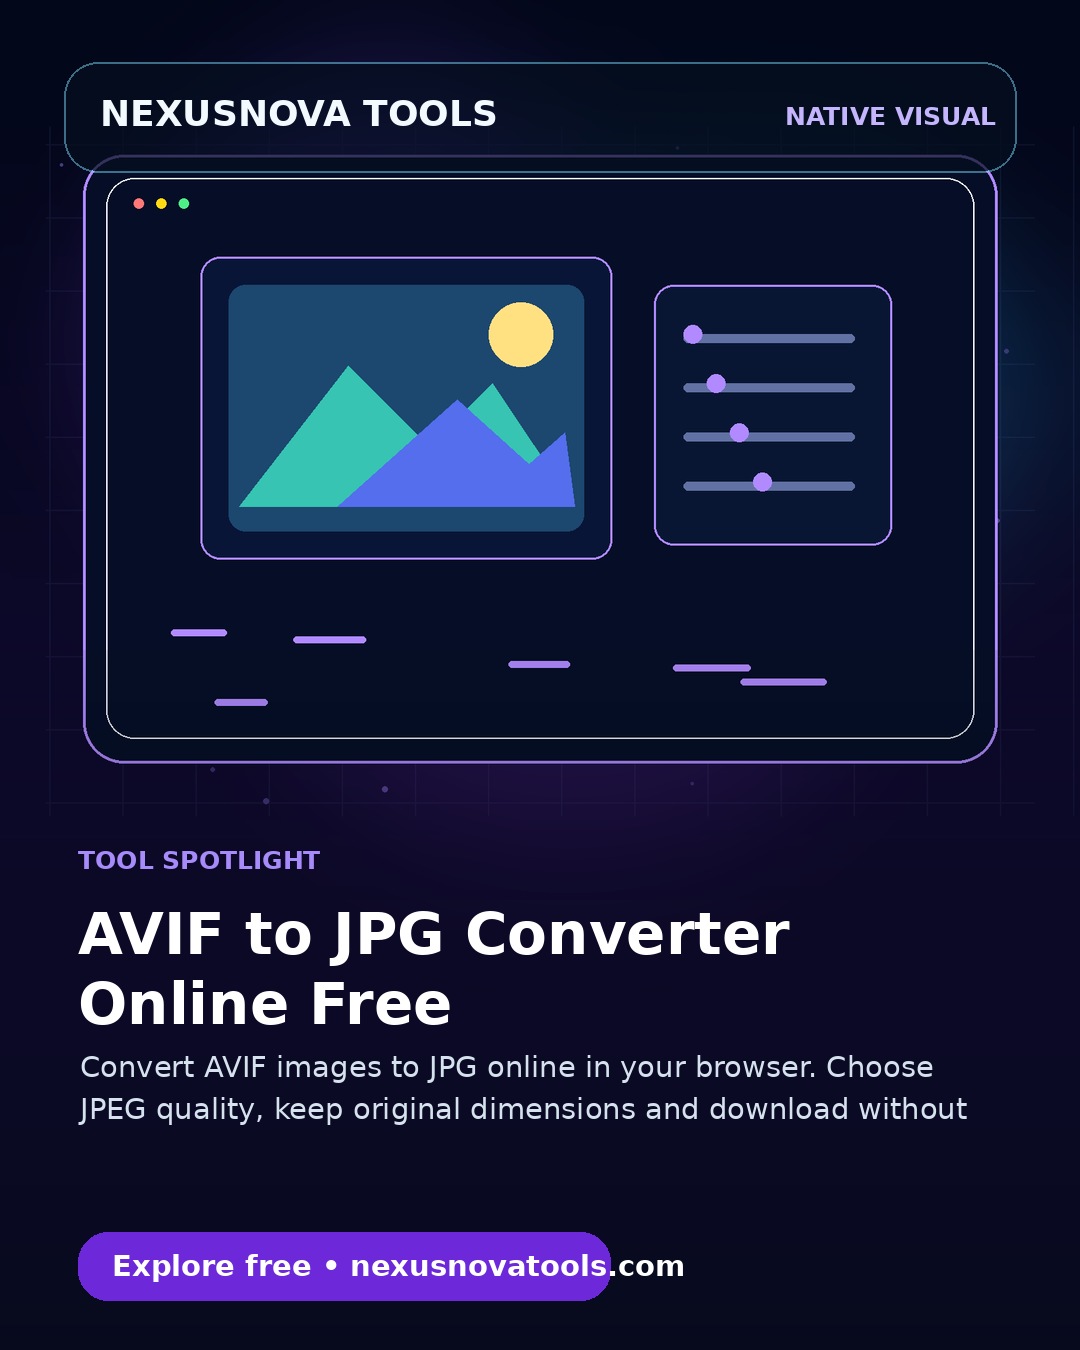 NEXUSNOVA TOOLS
NATIVE VISUAL
TOOL SPOTLIGHT
AVIF to JPG Converter
Online Free
Convert AVIF images to JPG online in your browser. Choose
JPEG quality, keep original dimensions and download without
Explore free • nexusnovatools.com